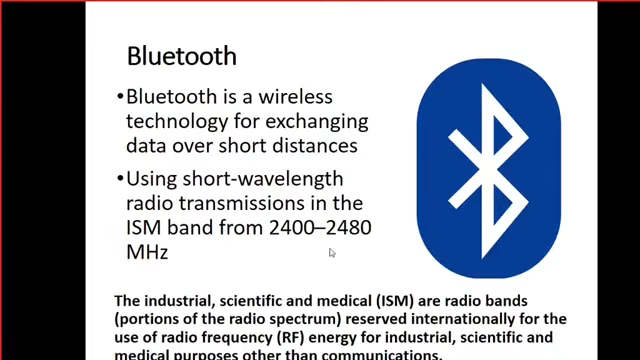 Bluetooth
•Bluetooth is a wireless
technology for exchanging
data over short distances
•Using short-wavelength
radio transmissions in the
ISM band from 2400–2480
MHz
The industrial, scientific and medical (ISM) are radio bands
(portions of the radio spectrum) reserved internationally for the
use of radio frequency (RF) energy for industrial, scientific and
medical purposes other than communications.